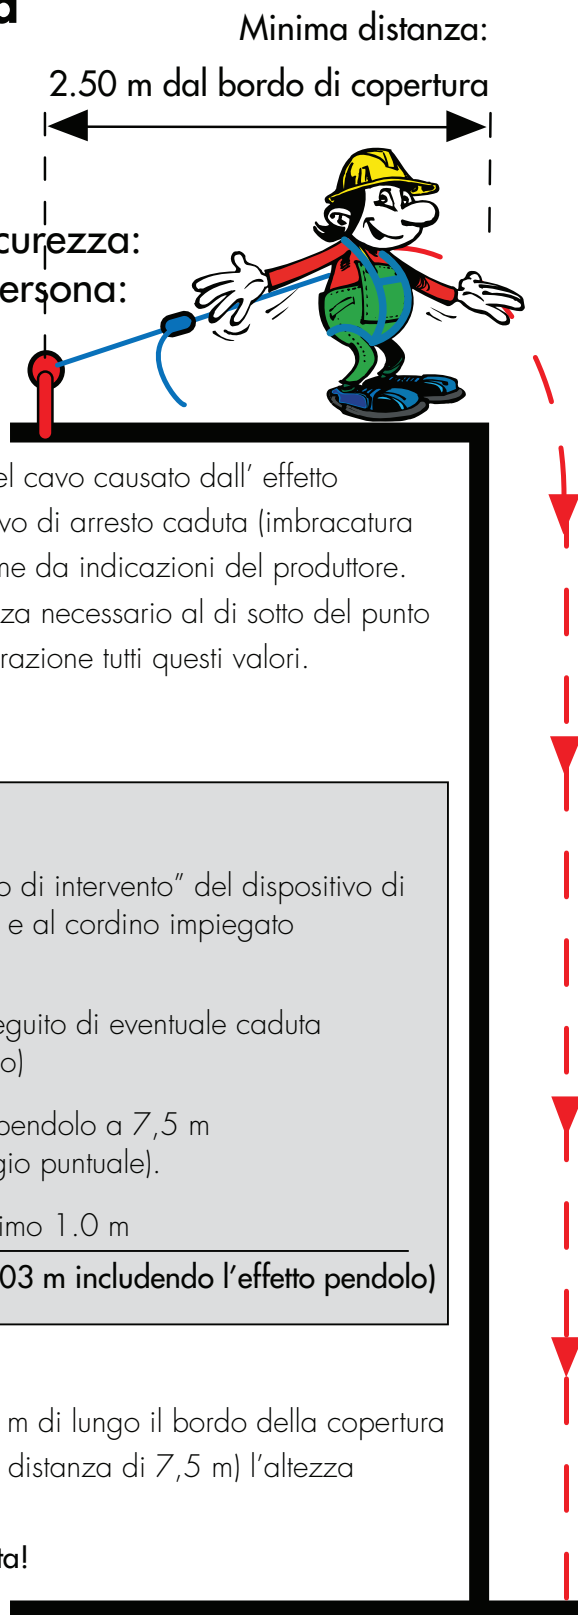 Minima distanza:
2.50 m dal bordo di copertura
curezza:
ersona:
el cavo causato dall' effetto
vo di arresto caduta (imbracatura
me da indicazioni del produttore.
za necessario al di sotto del punto
razione tutti questi valori.
o di intervento" del dispositivo di
e al cordino impiegato
eguito di eventuale caduta
o)
pendolo a 7,5 m
gio puntuale).
imo 1.0 m
03 m includendo l'effetto pendolo)
m di lungo il bordo della copertura
distanza di 7,5 m) l'altezza
ta!